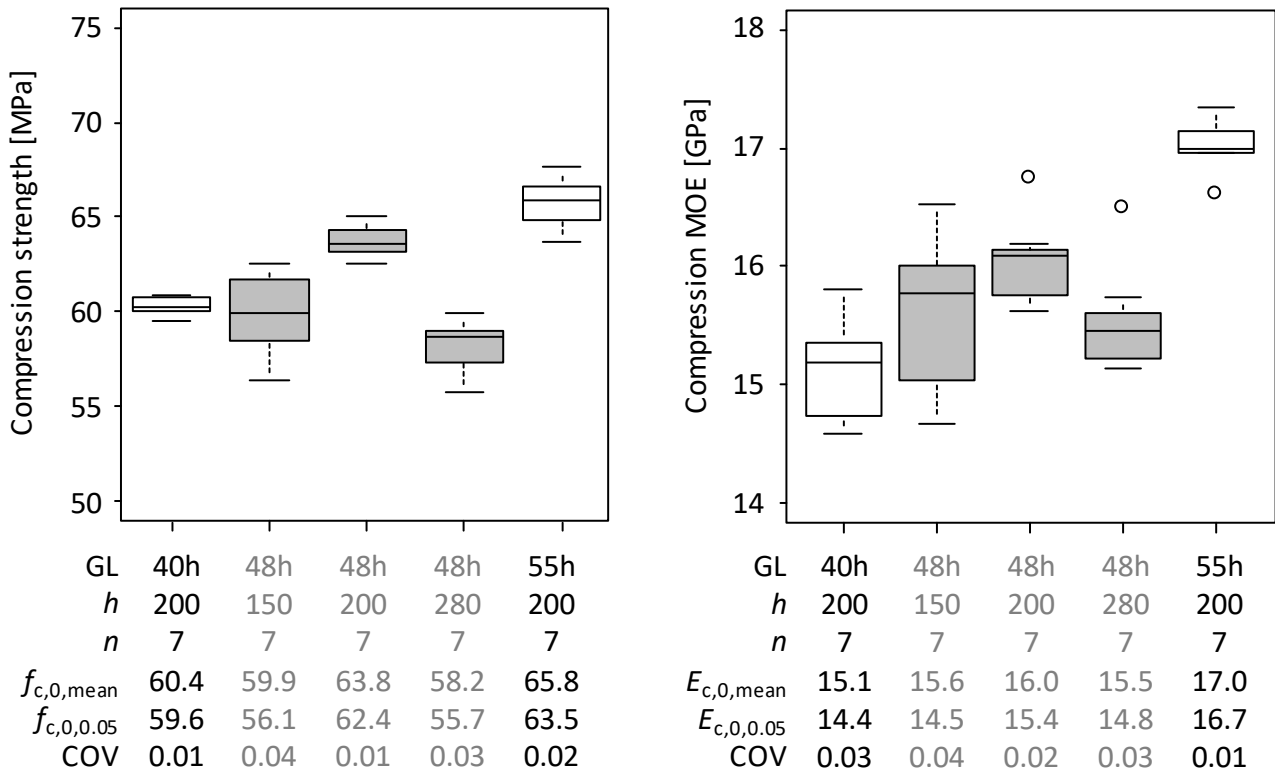 Compression strength [MPa]
75
70
65
60
55
50
GL 40h 48h 48h 48h 55h
h 200 150 200 280 200
n 7 7 7 7 7
fc,0,mean 60.4 59.9 63.8 58.2 65.8
fc,0,0.05 59.6 56.1 62.4 55.7 63.5
COV 0.01 0.04 0.01 0.03 0.02
Compression MOE [GPa]
18
17
16
15
14
GL 40h 48h 48h 48h 55h
h 200 150 200 280 200
n 7 7 7 7 7
Ec,0,mean 15.1 15.6 16.0 15.5 17.0
Ec,0,0.05 14.4 14.5 15.4 14.8 16.7
COV 0.03 0.04 0.02 0.03 0.01